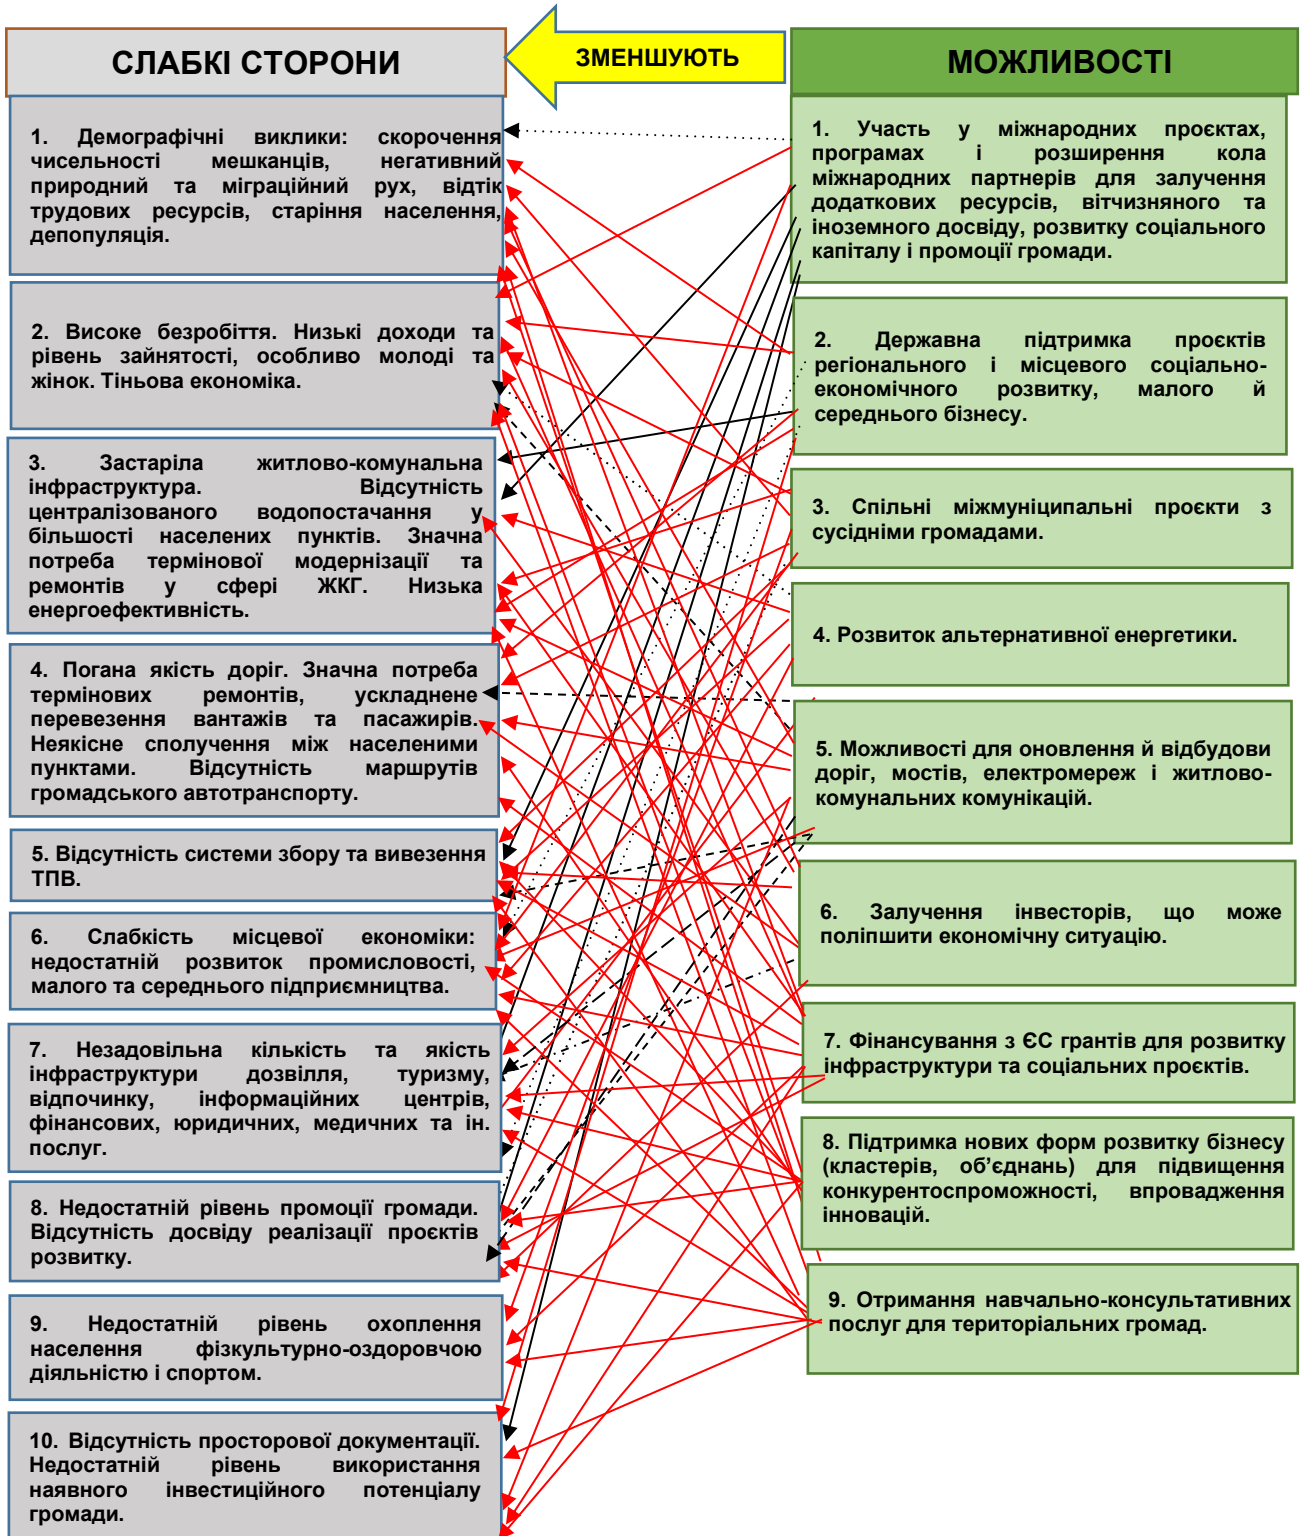 СЛАБКІ СТОРОНИ
ЗМЕНШУЮТЬ
МОЖЛИВОСТІ
1. Демографічні виклики: скорочення
чисельності мешканців, негативний
природний та міграційний рух, відтік
трудових ресурсів, старіння населення,
депопуляція.
2. Високе безробіття. Низькі доходи та
рівень зайнятості, особливо молоді та
жінок. Тіньова економіка.
3. Застаріла житлово-комунальна
інфраструктура. Відсутність
централізованого водопостачання у
більшості населених пунктів. Значна
потреба термінової модернізації та
ремонтів у сфері ЖКГ. Низька
енергоефективність.
4. Погана якість доріг. Значна потреба
термінових ремонтів, ускладнене
перевезення вантажів та пасажирів.
Неякісне сполучення між населеними
пунктами. Відсутність маршрутів
громадського автотранспорту.
5. Відсутність системи збору та вивезення
ТПВ.
6. Слабкість місцевої економіки:
недостатній розвиток промисловості,
малого та середнього підприємництва.
7. Незадовільна кількість та якість
інфраструктури дозвілля, туризму,
відпочинку, інформаційних центрів,
фінансових, юридичних, медичних та ін.
послуг.
8. Недостатній рівень промоції громади.
Відсутність досвіду реалізації проєктів
розвитку.
9. Недостатній рівень охоплення
населення фізкультурно-оздоровчою
діяльністю і спортом.
10. Відсутність просторової документації.
Недостатній рівень використання
наявного інвестиційного потенціалу
громади.
1. Участь у міжнародних проєктах,
програмах і розширення кола
міжнародних партнерів для залучення
додаткових ресурсів, вітчизняного та
іноземного досвіду, розвитку соціального
капіталу і промоції громади.
2. Державна підтримка проєктів
регіонального і місцевого соціально-
економічного розвитку, малого й
середнього бізнесу.
3. Спільні міжмуніципальні проєкти з
сусідніми громадами.
4. Розвиток альтернативної енергетики.
5. Можливості для оновлення й відбудови
доріг, мостів, електромереж і житлово-
комунальних комунікацій.
6. Залучення інвесторів, що може
поліпшити економічну ситуацію.
7. Фінансування з ЄС грантів для розвитку
інфраструктури та соціальних проєктів.
8. Підтримка нових форм розвитку бізнесу
(кластерів, об’єднань) для підвищення
конкурентоспроможності, впровадження
інновацій.
9. Отримання навчально-консультативних
послуг для територіальних громад.